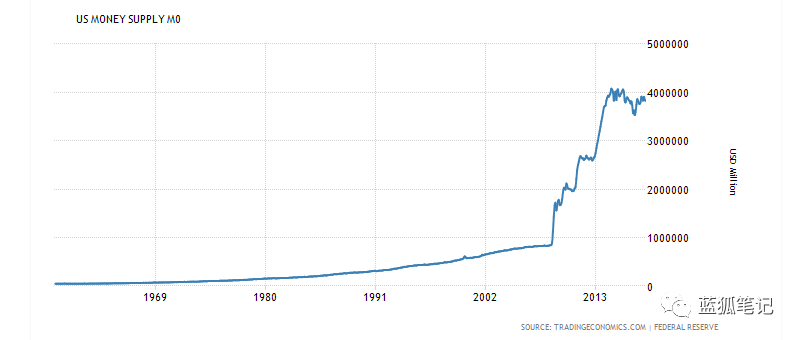 US MONEY SUPPLY M0
5000000
4000000
3000000
2000000
1000000
0
USD Million
1969 1980 1991 2002 2013
蓝狐笔记
SOURCE: TRADINGECONOMICS.COM | FEDERAL RESERVE